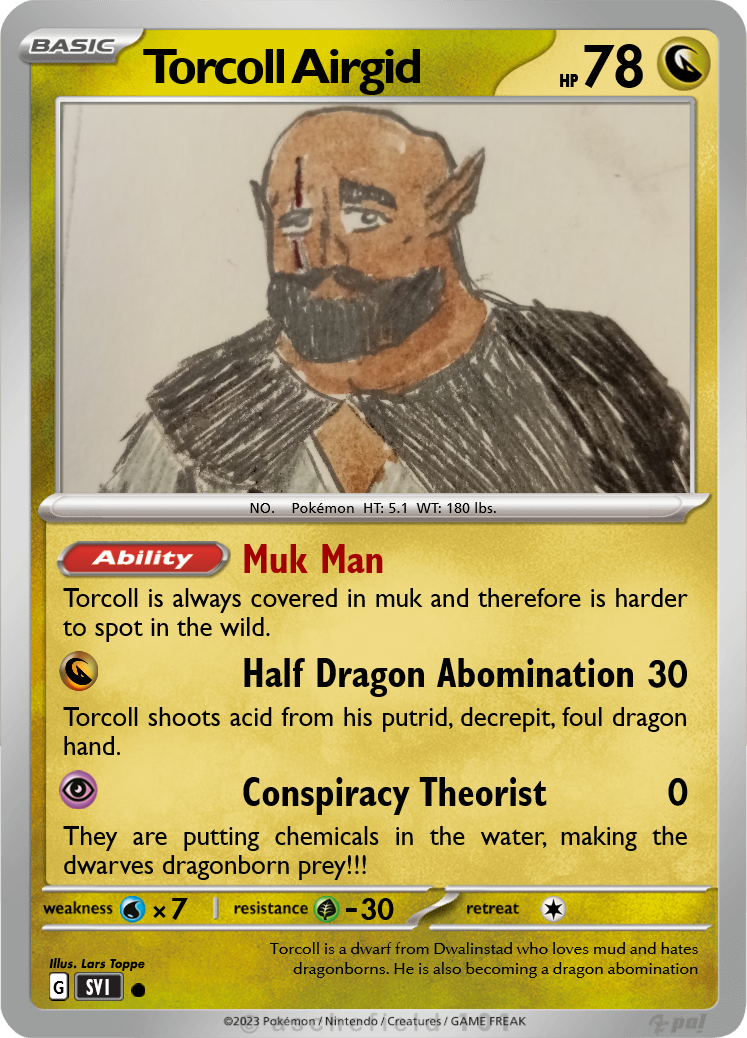 BASIC
Torcoll Airgid
HP 78
NO. Pokémon HT: 5.1 WT: 180 lbs.
Ability Muk Man
Torcoll is always covered in muk and therefore is harder
to spot in the wild.
Half Dragon Abomination 30
Torcoll shoots acid from his putrid, decrepit, foul dragon
hand.
Conspiracy Theorist 0
They are putting chemicals in the water, making the
dwarves dragonborn prey!!!
weakness ×7 resistance -30 retreat
Torcoll is a dwarf from Dwalinstad who loves mud and hates
dragonborns. He is also becoming a dragon abomination
Illus. Lars Toppe
G SVI
©2023 Pokémon / Nintendo / Creatures / GAME FREAK